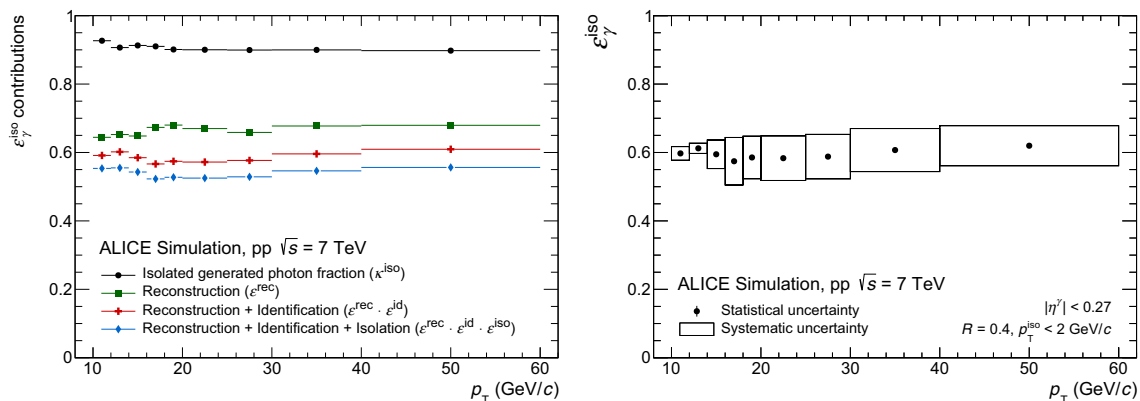 ε_γ^iso contributions
1
0.8
0.6
0.4
0.2
0
ALICE Simulation, pp √s = 7 TeV
Isolated generated photon fraction (κ^iso)
Reconstruction (ε^rec)
Reconstruction + Identification (ε^rec · ε^id)
Reconstruction + Identification + Isolation (ε^rec · ε^id · ε^iso)
10 20 30 40 50 60
p_T (GeV/c)
ε_γ^iso
1
0.8
0.6
0.4
0.2
0
ALICE Simulation, pp √s = 7 TeV
Statistical uncertainty
Systematic uncertainty
|η^γ| < 0.27
R = 0.4, p_T^iso < 2 GeV/c
10 20 30 40 50 60
p_T (GeV/c)